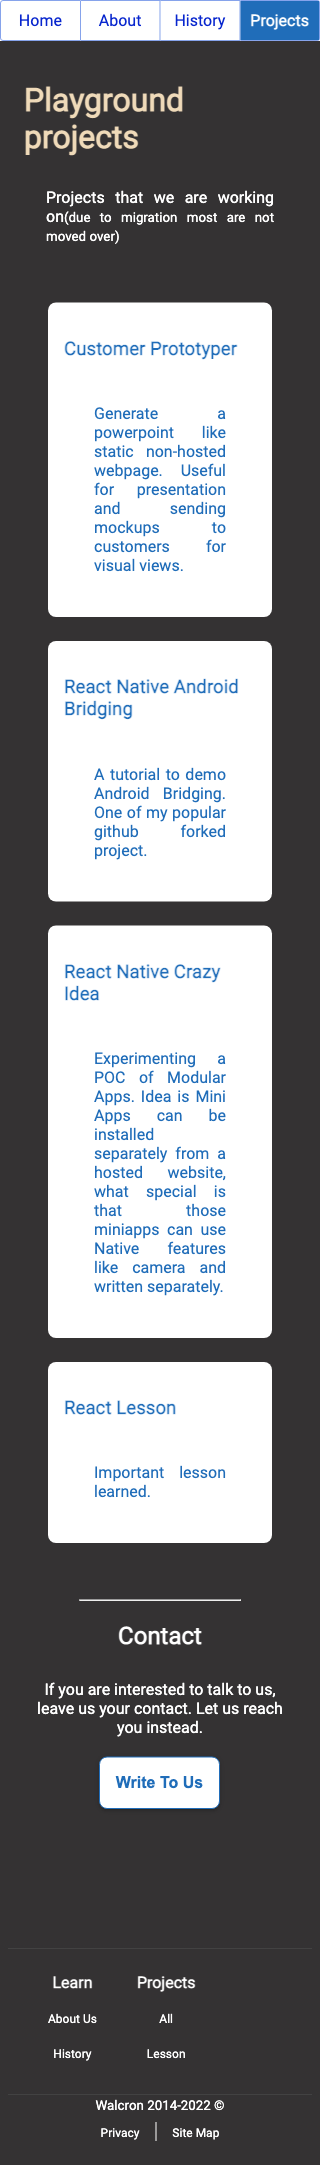 Home About History Projects
Playground
projects
Projects that we are working
on(due to migration most are not
moved over)
Customer Prototyper
Generate a
powerpoint like
static non-hosted
webpage. Useful
for presentation
and sending
mockups to
customers for
visual views.
React Native Android
Bridging
A tutorial to demo
Android Bridging.
One of my popular
github forked
project.
React Native Crazy
Idea
Experimenting a
POC of Modular
Apps. Idea is Mini
Apps can be
installed
separately from a
hosted website,
what special is
that those
miniapps can use
Native features
like camera and
written separately.
React Lesson
Important lesson
learned.
Contact
If you are interested to talk to us,
leave us your contact. Let us reach
you instead.
Write To Us
Learn Projects
About Us All
History Lesson
Walcron 2014-2022 ©
Privacy Site Map